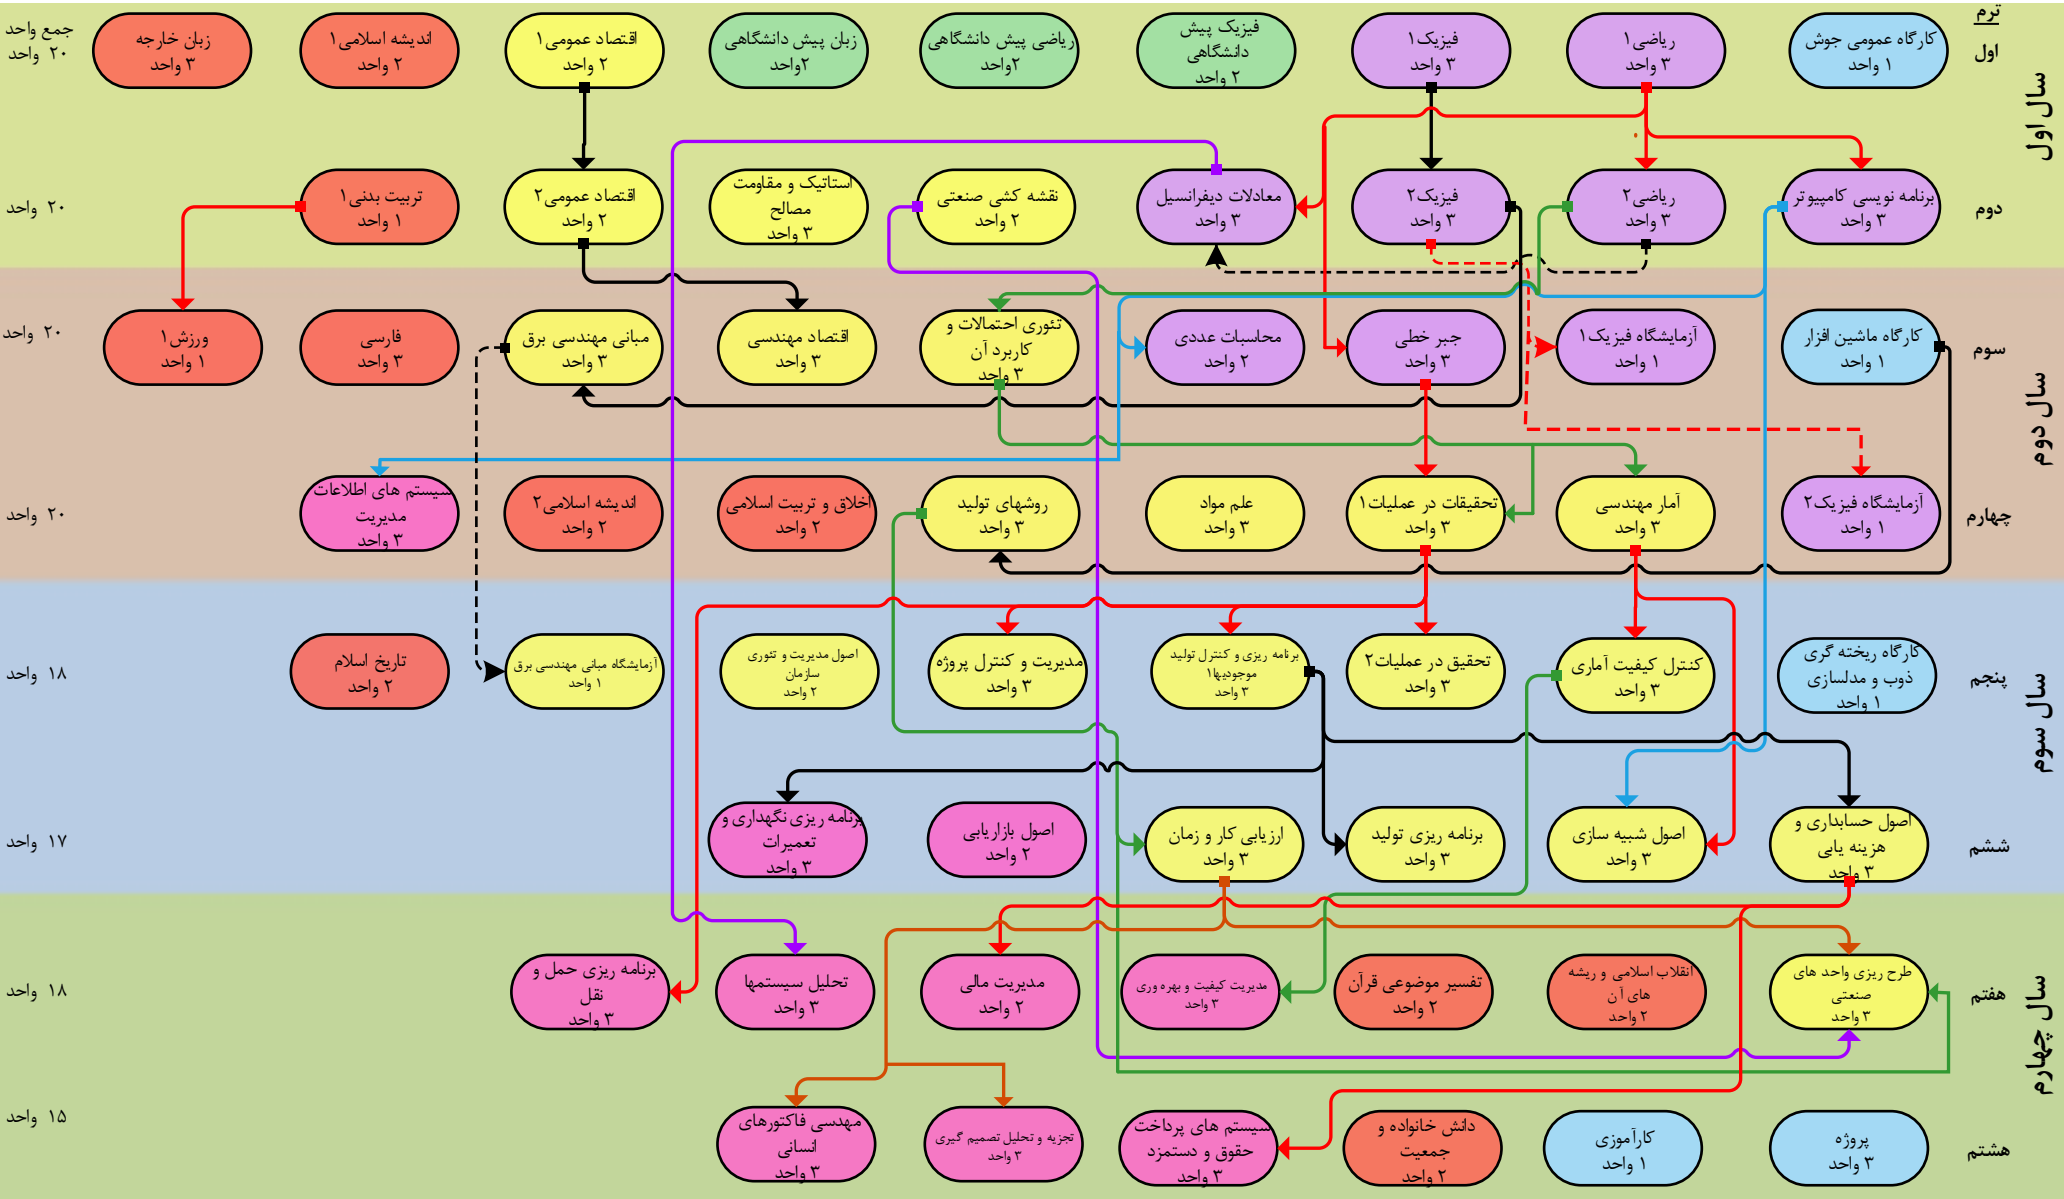 ترم
اول
کارگاه عمومی جوش
۱ واحد
ریاضی۱
۳ واحد
فیزیک۱
۳ واحد
فیزیک پیش
دانشگاهی
۲ واحد
ریاضی پیش دانشگاهی
۲واحد
زبان پیش دانشگاهی
۲واحد
اقتصاد عمومی۱
۲ واحد
اندیشه اسلامی۱
۲ واحد
زبان خارجه
۳ واحد
جمع واحد
۲۰ واحد
سال اول
دوم
برنامه نویسی کامپیوتر
۳ واحد
ریاضی۲
۳ واحد
فیزیک۲
۳ واحد
معادلات دیفرانسیل
۳ واحد
نقشه کشی صنعتی
۲ واحد
استاتیک و مقاومت
مصالح
۳ واحد
اقتصاد عمومی۲
۲ واحد
تربیت بدنی۱
۱ واحد
۲۰ واحد
سوم
کارگاه ماشین افزار
۱ واحد
آزمایشگاه فیزیک۱
۱ واحد
جبر خطی
۳ واحد
محاسبات عددی
۲ واحد
تئوری احتمالات و
کاربرد آن
۳ واحد
اقتصاد مهندسی
۳ واحد
مبانی مهندسی برق
۳ واحد
فارسی
۳ واحد
ورزش۱
۱ واحد
۲۰ واحد
سال دوم
چهارم
آزمایشگاه فیزیک۲
۱ واحد
آمار مهندسی
۳ واحد
تحقیقات در عملیات۱
۳ واحد
علم مواد
۳ واحد
روشهای تولید
۳ واحد
اخلاق و تربیت اسلامی
۲ واحد
اندیشه اسلامی۲
۲ واحد
سیستم های اطلاعات
مدیریت
۳ واحد
۲۰ واحد
پنجم
کارگاه ریخته گری
ذوب و مدلسازی
۱ واحد
کنترل کیفیت آماری
۳ واحد
تحقیق در عملیات۲
۳ واحد
برنامه ریزی و کنترل تولید
موجودیها۱
۳ واحد
مدیریت و کنترل پروژه
۳ واحد
اصول مدیریت و تئوری
سازمان
۲ واحد
آزمایشگاه مبانی مهندسی برق
۱ واحد
تاریخ اسلام
۲ واحد
۱۸ واحد
سال سوم
ششم
اصول حسابداری و
هزینه یابی
۳ واحد
اصول شبیه سازی
۳ واحد
برنامه ریزی تولید
۳ واحد
ارزیابی کار و زمان
۳ واحد
اصول بازاریابی
۲ واحد
برنامه ریزی نگهداری و
تعمیرات
۳ واحد
۱۷ واحد
هفتم
طرح ریزی واحد های
صنعتی
۳ واحد
انقلاب اسلامی و ریشه
های آن
۲ واحد
تفسیر موضوعی قرآن
۲ واحد
مدیریت کیفیت و بهره وری
۳ واحد
مدیریت مالی
۲ واحد
تحلیل سیستمها
۳ واحد
برنامه ریزی حمل و
نقل
۳ واحد
۱۸ واحد
سال چهارم
هشتم
پروژه
۳ واحد
کارآموزی
۱ واحد
دانش خانواده و
جمعیت
۲ واحد
سیستم های پرداخت
حقوق و دستمزد
۳ واحد
تجزیه و تحلیل تصمیم گیری
۳ واحد
مهدسی فاکتورهای
انسانی
۳ واحد
۱۵ واحد